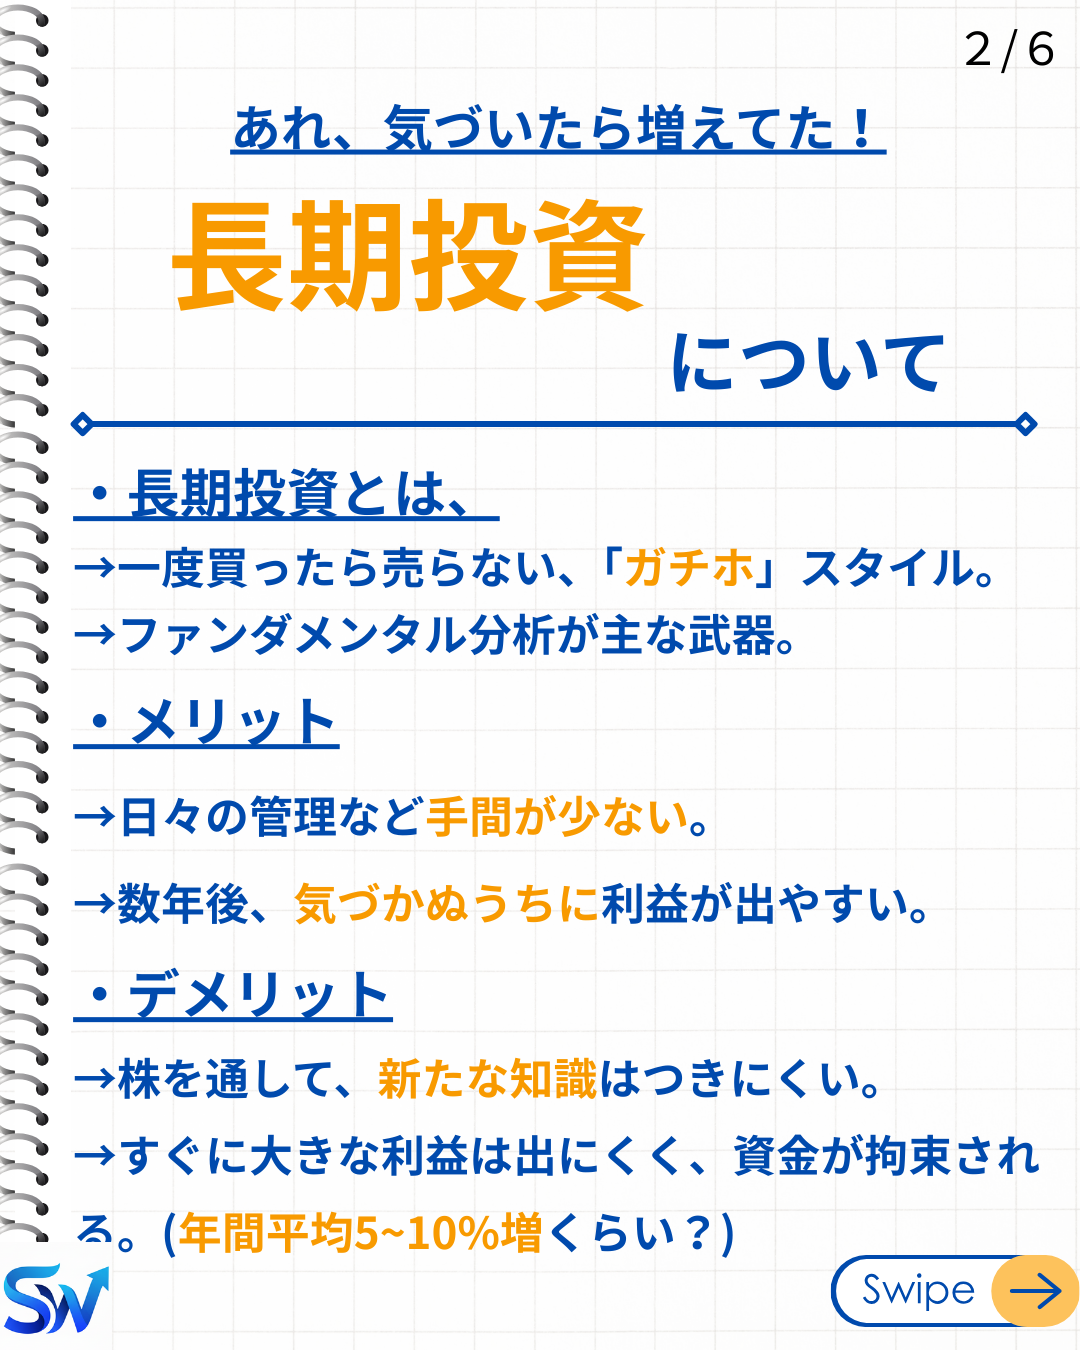 2/6
あれ、気づいたら増えてた！
長期投資
について
・長期投資とは、
→一度買ったら売らない、「ガチホ」スタイル。
→ファンダメンタル分析が主な武器。
・メリット
→日々の管理など手間が少ない。
→数年後、気づかぬうちに利益が出やすい。
・デメリット
→株を通して、新たな知識はつきにくい。
→すぐに大きな利益は出にくく、資金が拘束され
る。(年間平均5~10%増くらい？)
SW
Swipe